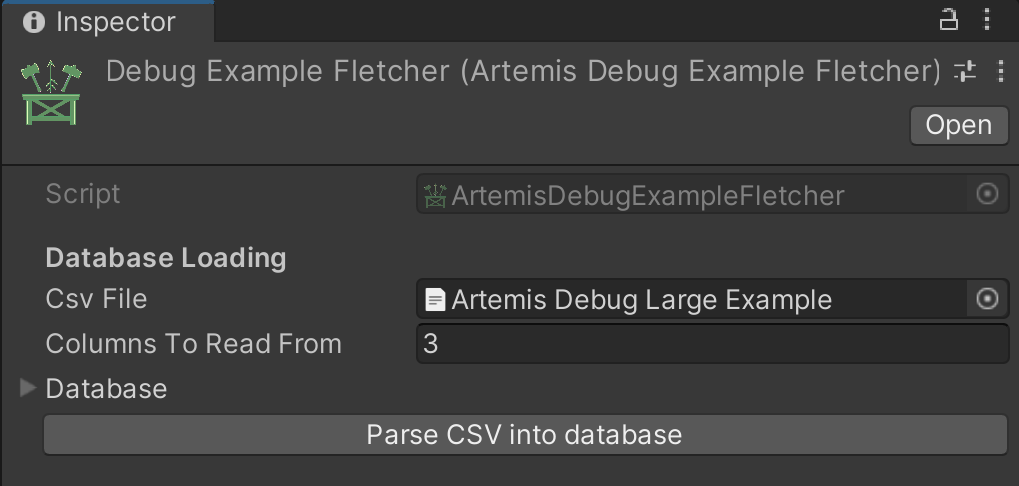 Inspector
Debug Example Fletcher (Artemis Debug Example Fletcher)
Open
Script ArtemisDebugExampleFletcher
Database Loading
Csv File Artemis Debug Large Example
Columns To Read From 3
Database
Parse CSV into database